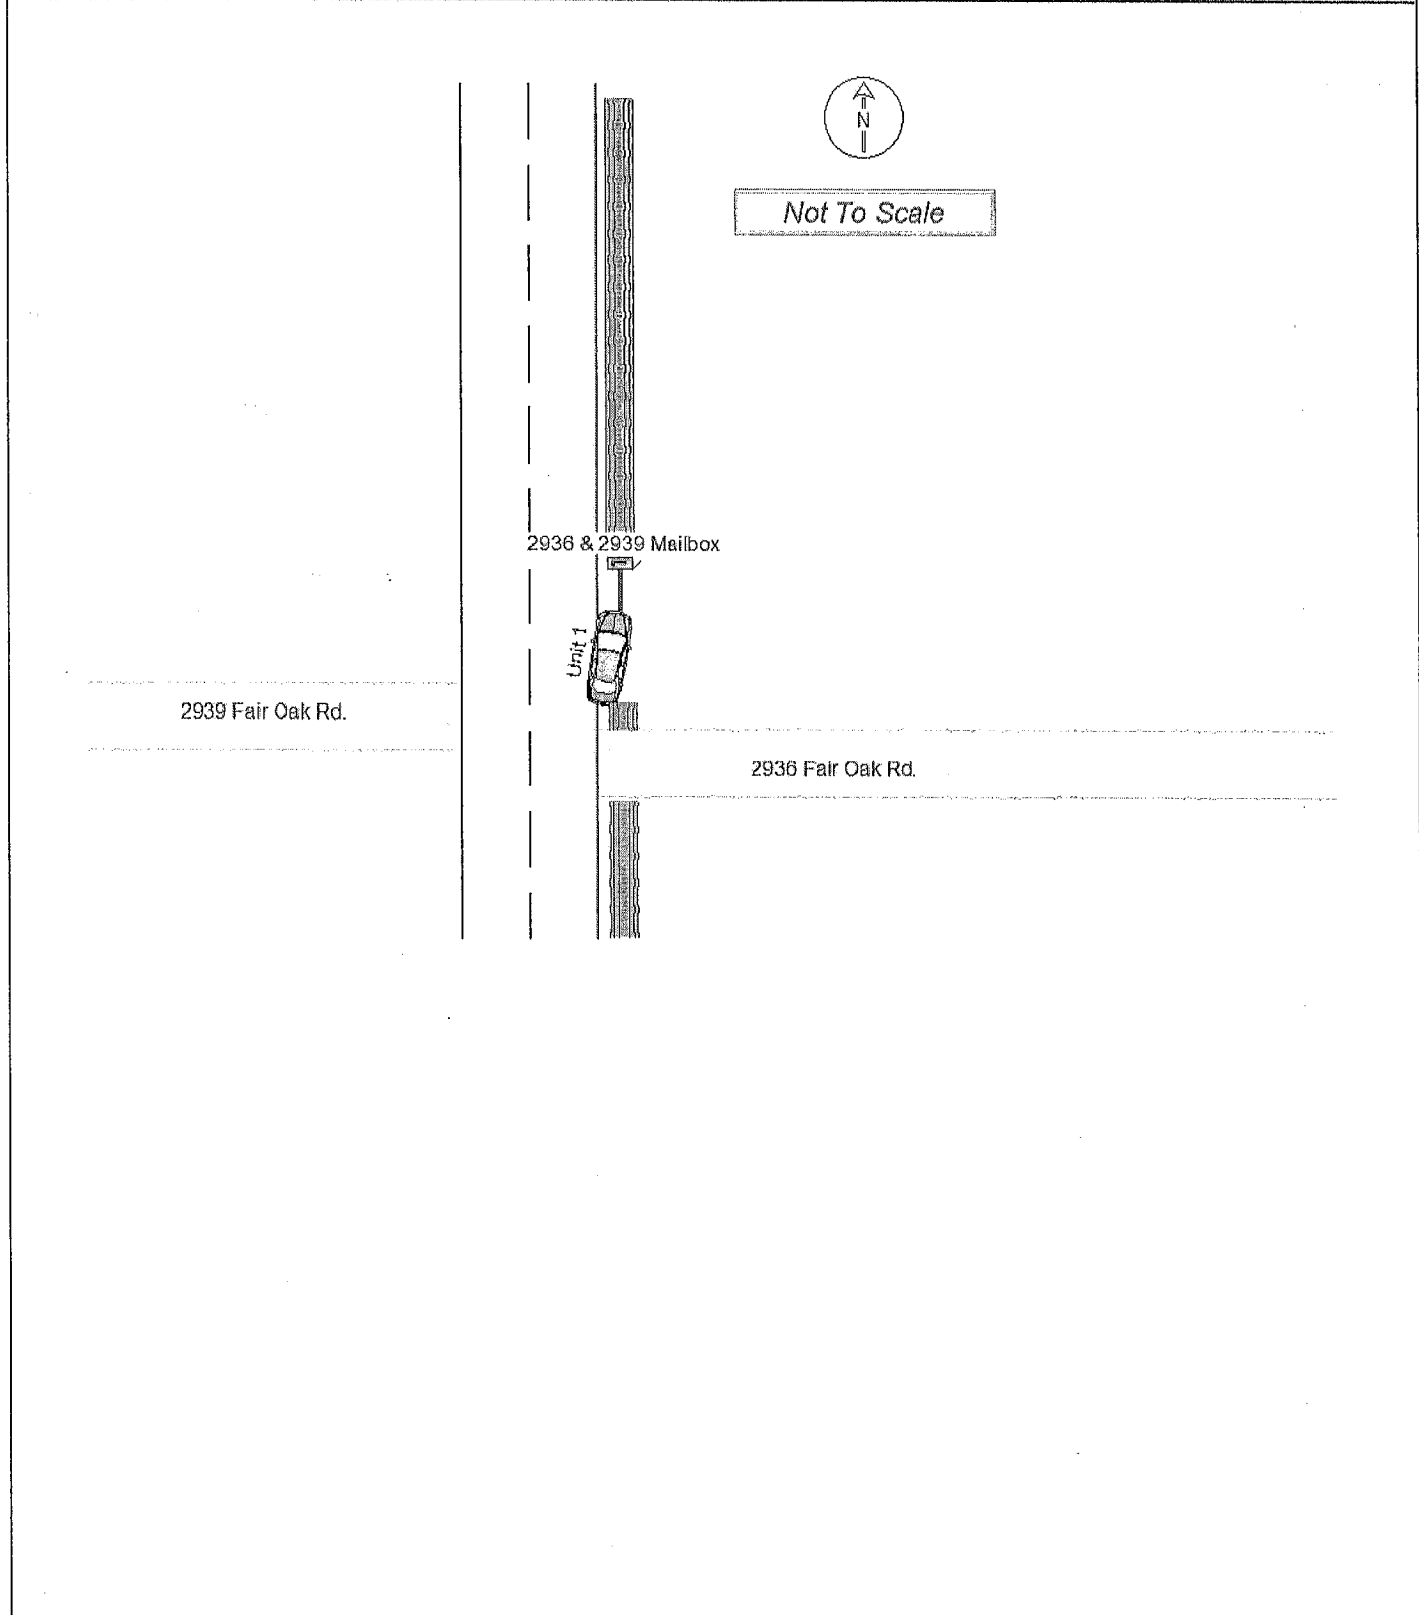 N
Not To Scale
2936 & 2939 Mailbox
Unit 1
2939 Fair Oak Rd.
2936 Fair Oak Rd.